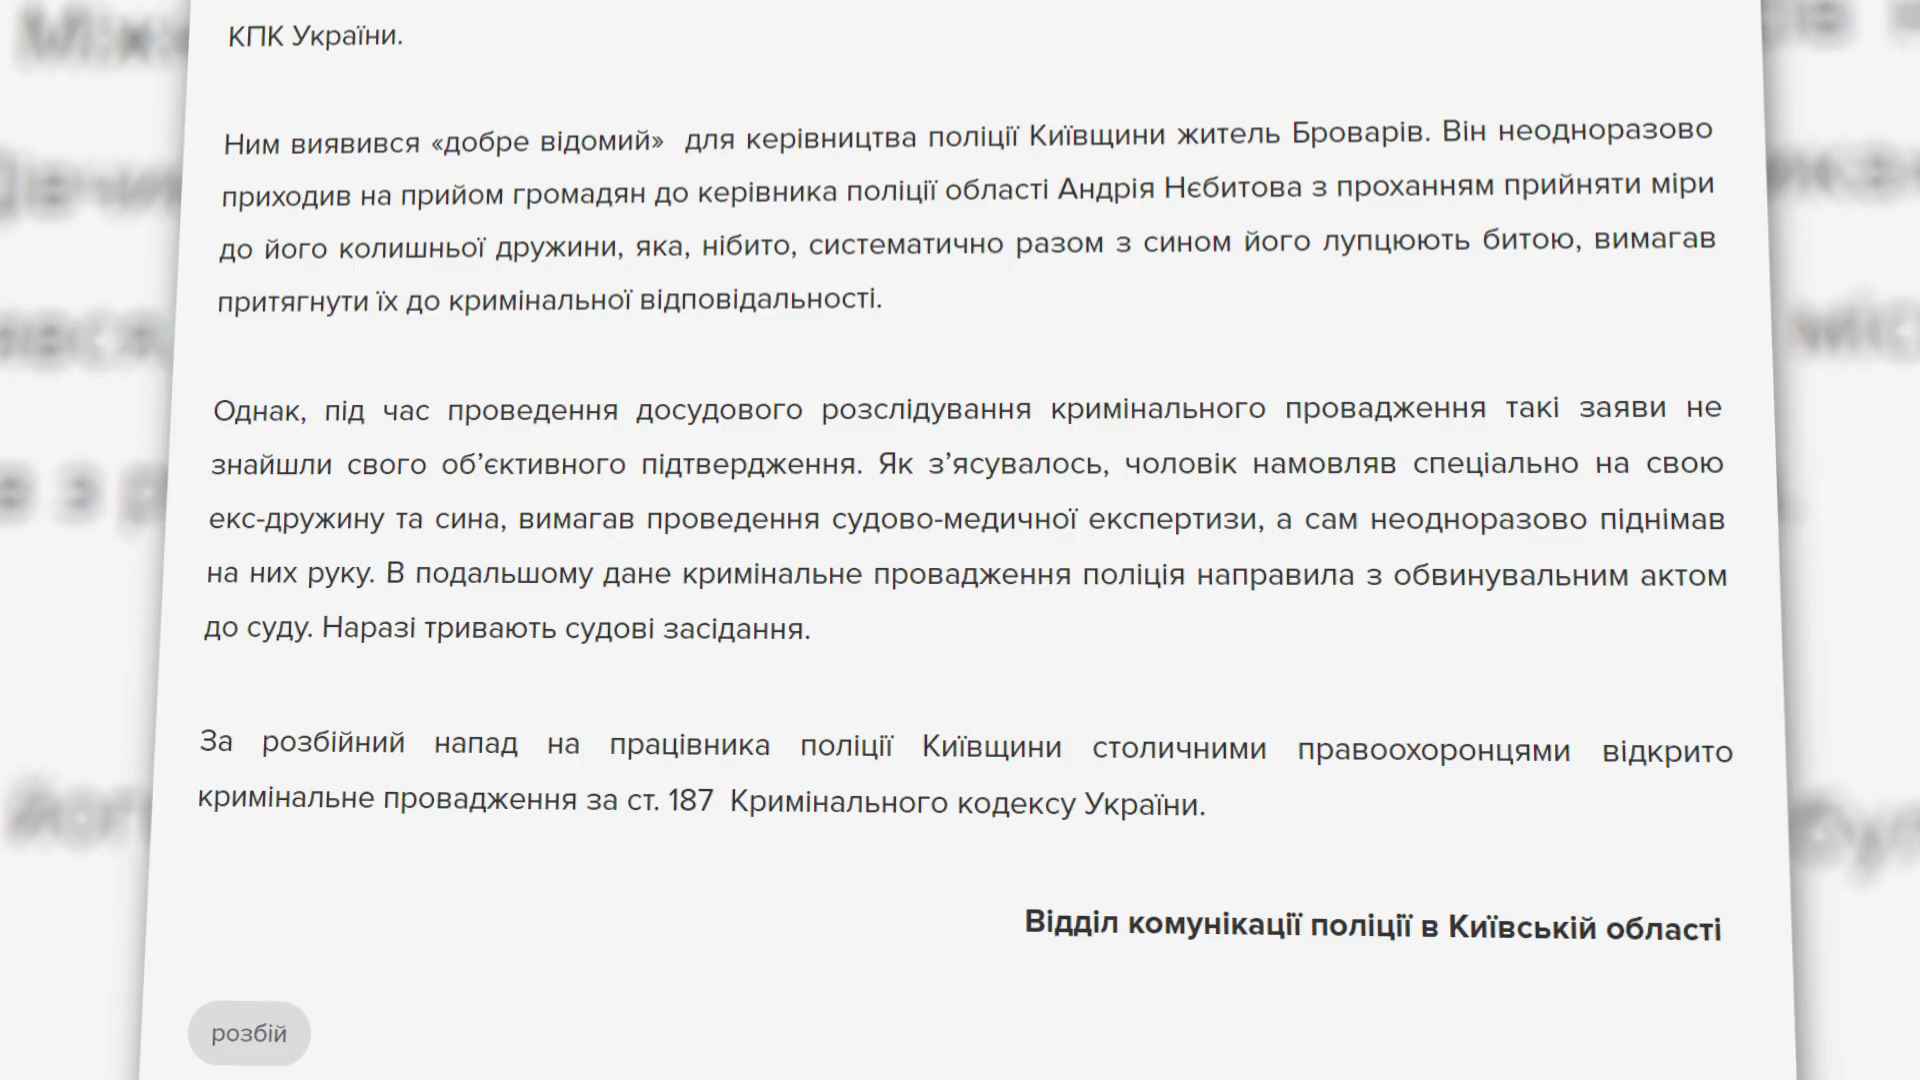 КПК України.
Ним виявився «добре відомий» для керівництва поліції Київщини житель Броварів. Він неодноразово
приходив на прийом громадян до керівника поліції області Андрія Нєбитова з проханням прийняти міри
до його колишньої дружини, яка, нібито, систематично разом з сином його лупцюють битою, вимагав
притягнути їх до кримінальної відповідальності.
Однак, під час проведення досудового розслідування кримінального провадження такі заяви не
знайшли свого об’єктивного підтвердження. Як з’ясувалось, чоловік намовляв спеціально на свою
екс-дружину та сина, вимагав проведення судово-медичної експертизи, а сам неодноразово піднімав
на них руку. В подальшому дане кримінальне провадження поліція направила з обвинувальним актом
до суду. Наразі тривають судові засідання.
За розбійний напад на працівника поліції Київщини столичними правоохоронцями відкрито
кримінальне провадження за ст. 187 Кримінального кодексу України.
Відділ комунікації поліції в Київській області
розбій